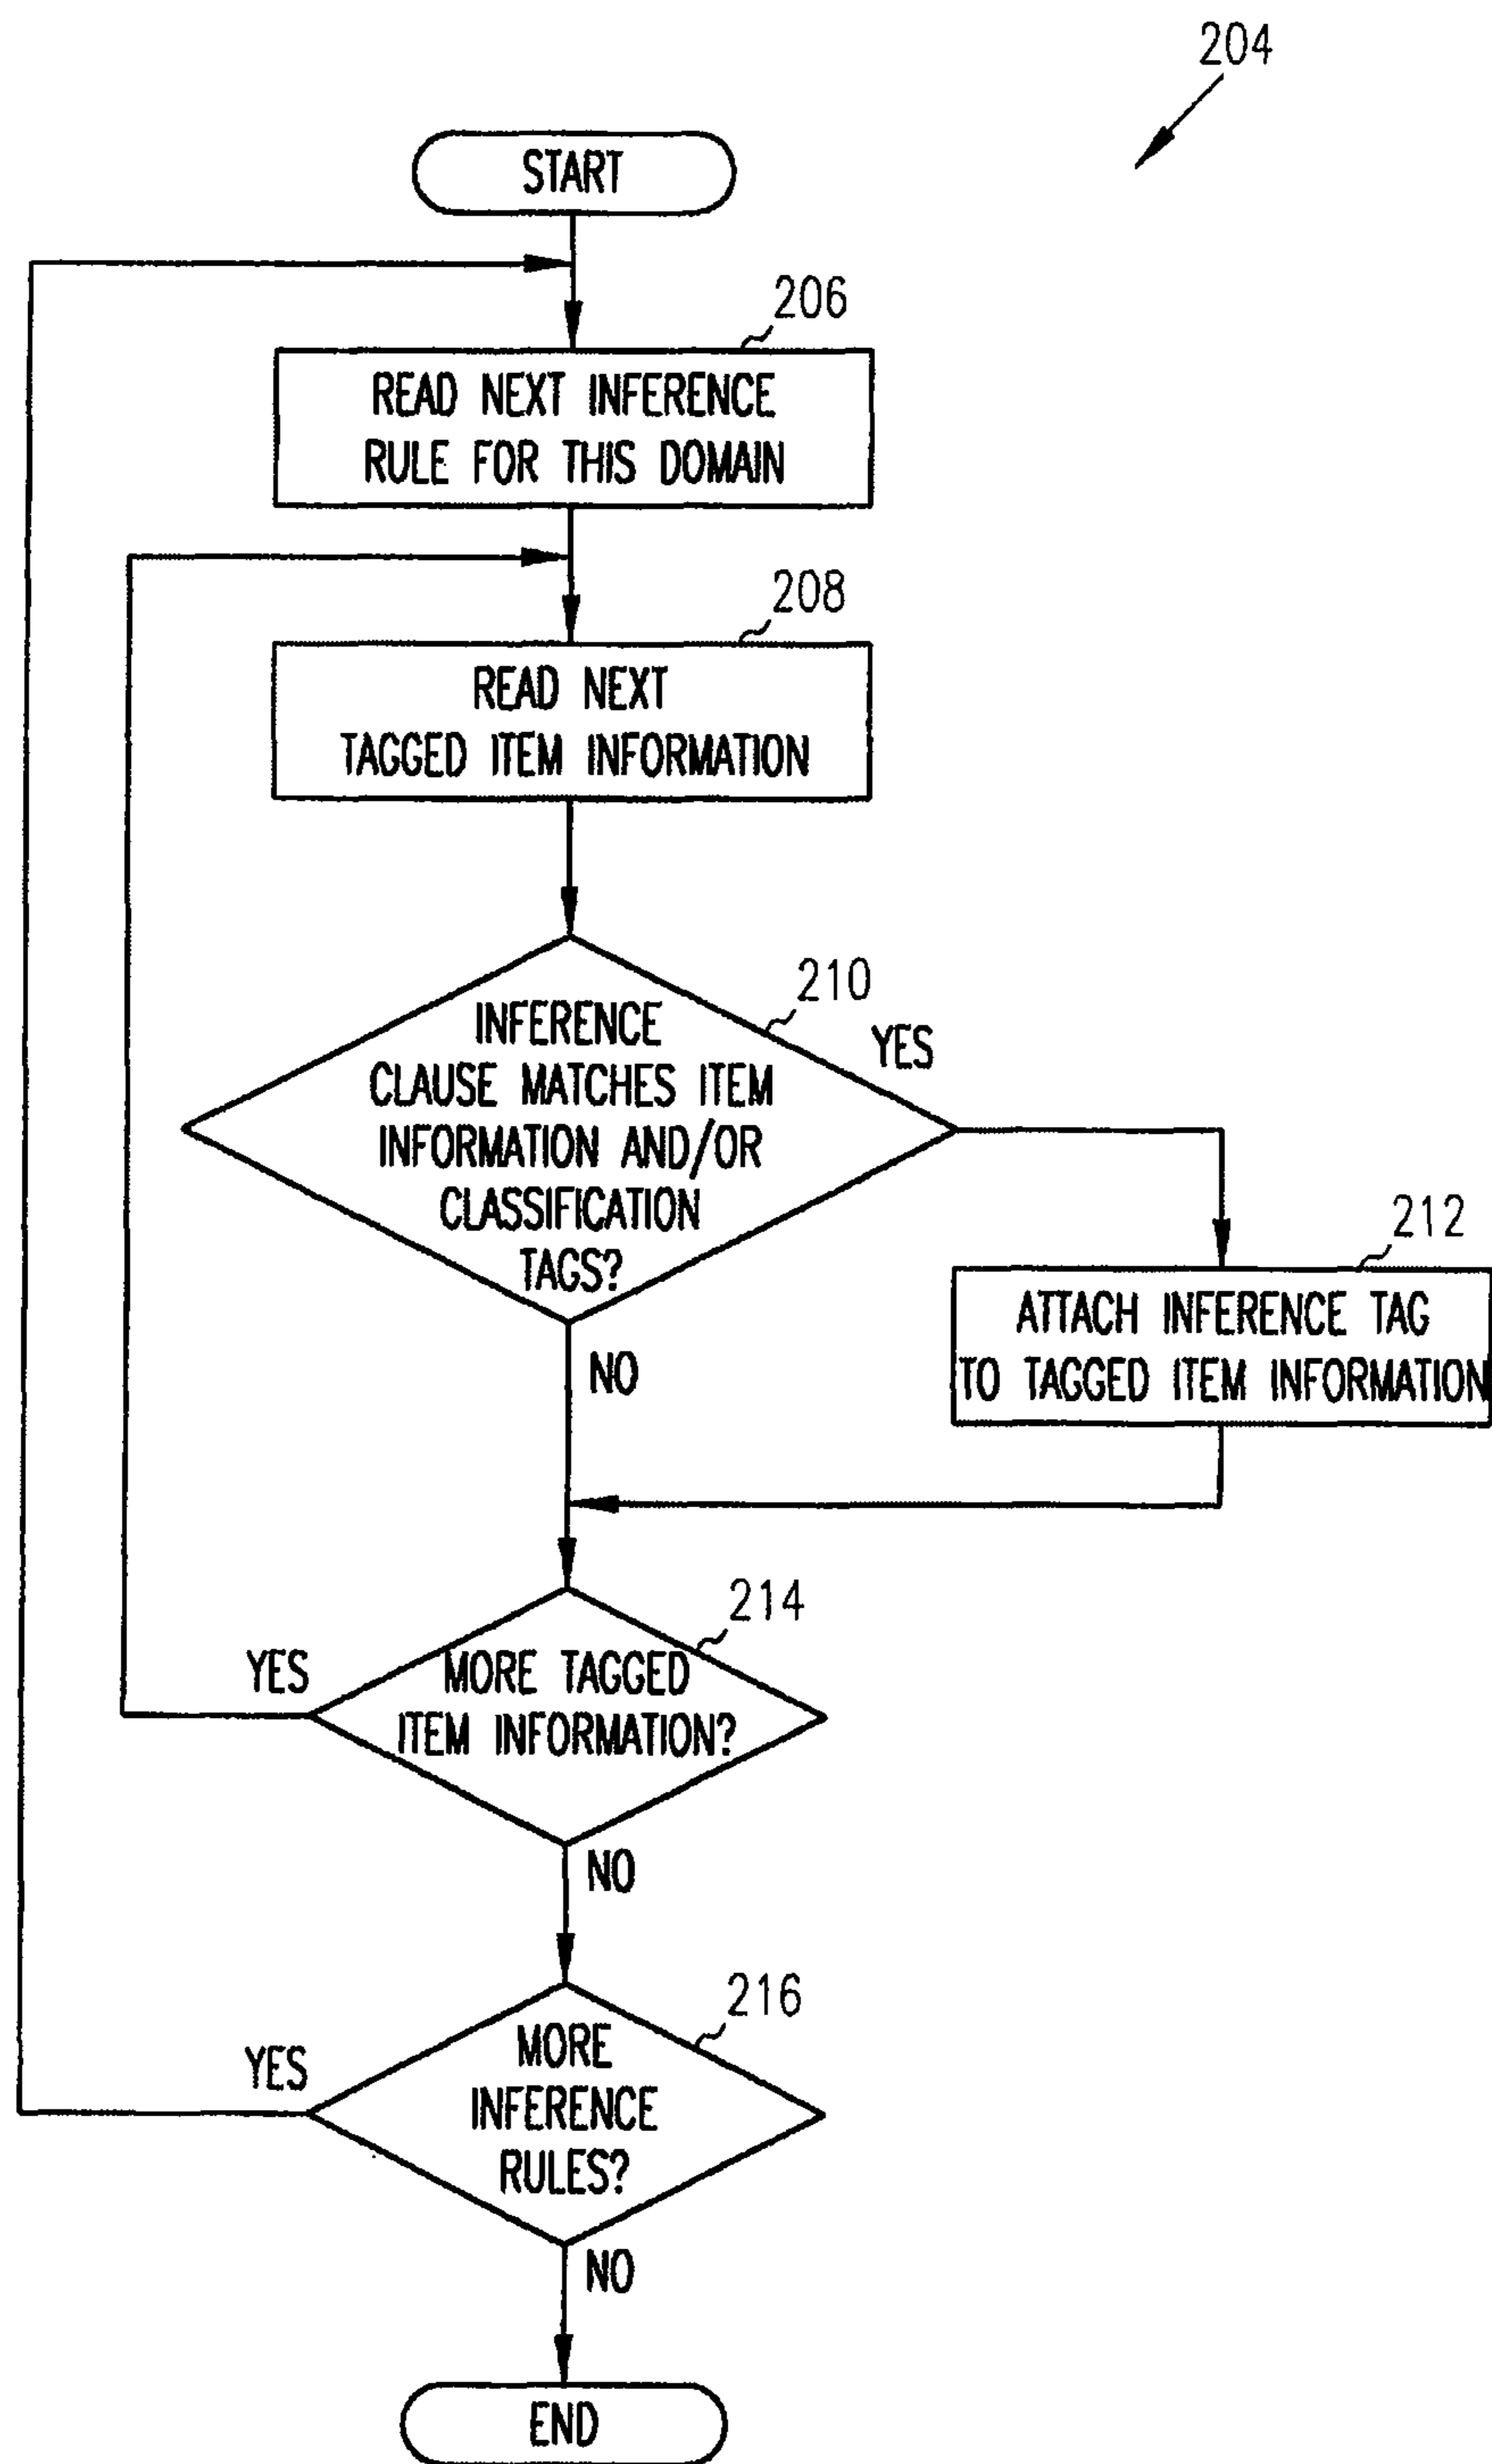 204
START
206
READ NEXT INFERENCE
RULE FOR THIS DOMAIN
208
READ NEXT
TAGGED ITEM INFORMATION
210
INFERENCE
CLAUSE MATCHES ITEM
INFORMATION AND/OR
CLASSIFICATION
TAGS?
YES
212
ATTACH INFERENCE TAG
TO TAGGED ITEM INFORMATION
NO
214
MORE TAGGED
ITEM INFORMATION?
YES
NO
216
MORE
INFERENCE
RULES?
YES
NO
END